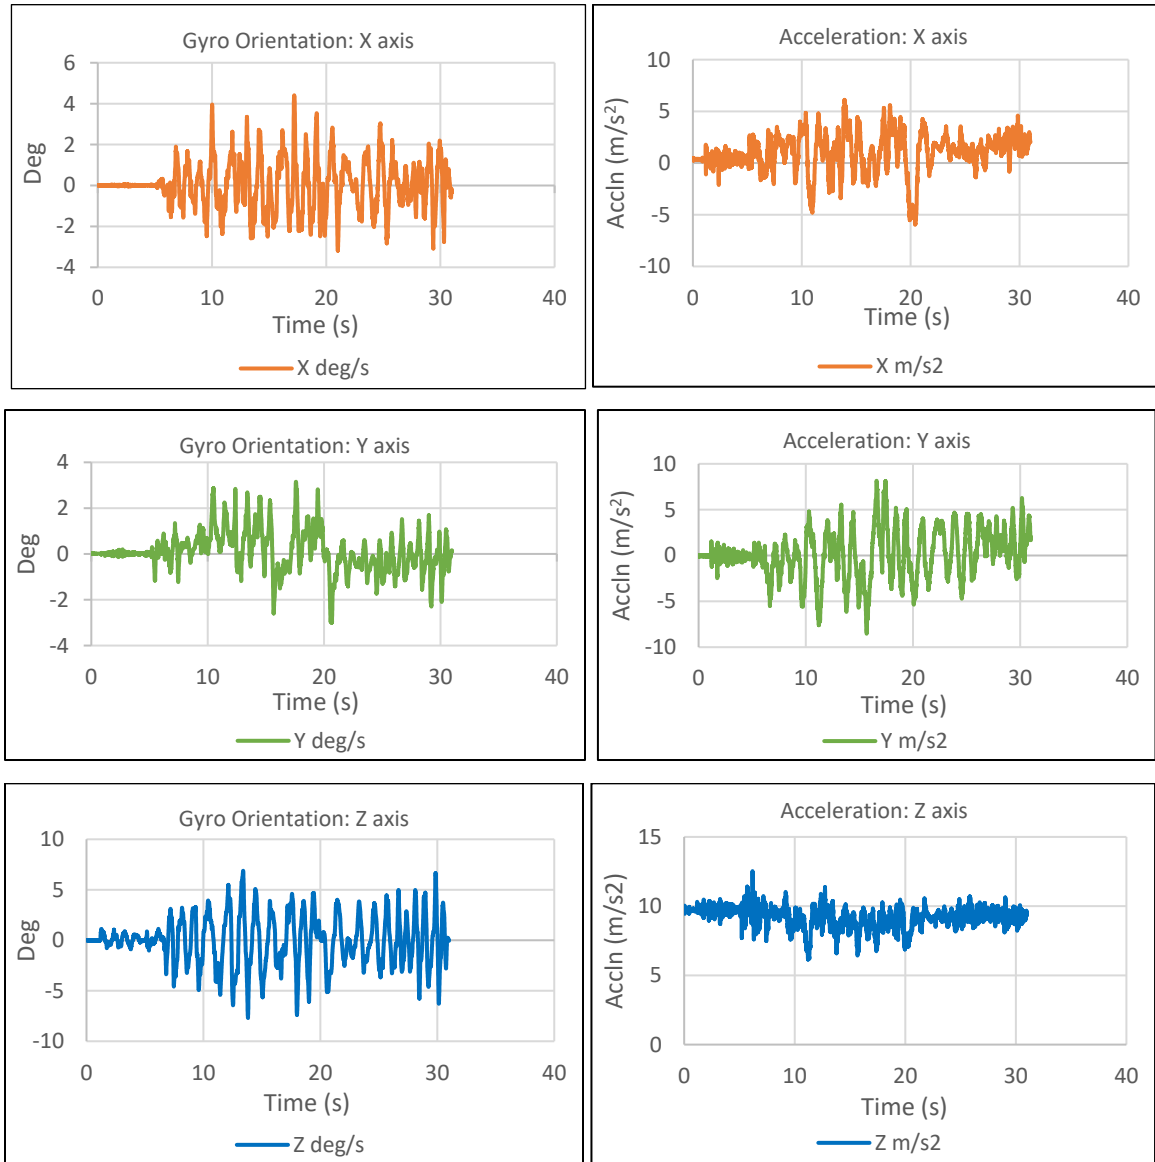 Gyro Orientation: X axis
6
4
2
0
-2
-4
Deg
0 10 20 30 40
Time (s)
X deg/s
Acceleration: X axis
10
5
0
-5
-10
Accln (m/s²)
0 10 20 30 40
Time (s)
X m/s2
Gyro Orientation: Y axis
4
2
0
-2
-4
Deg
0 10 20 30 40
Time (s)
Y deg/s
Acceleration: Y axis
10
5
0
-5
-10
Accln (m/s²)
0 10 20 30 40
Time (s)
Y m/s2
Gyro Orientation: Z axis
10
5
0
-5
-10
Deg
0 10 20 30 40
Time (s)
Z deg/s
Acceleration: Z axis
15
10
5
0
Accln (m/s2)
0 10 20 30 40
Time (s)
Z m/s2